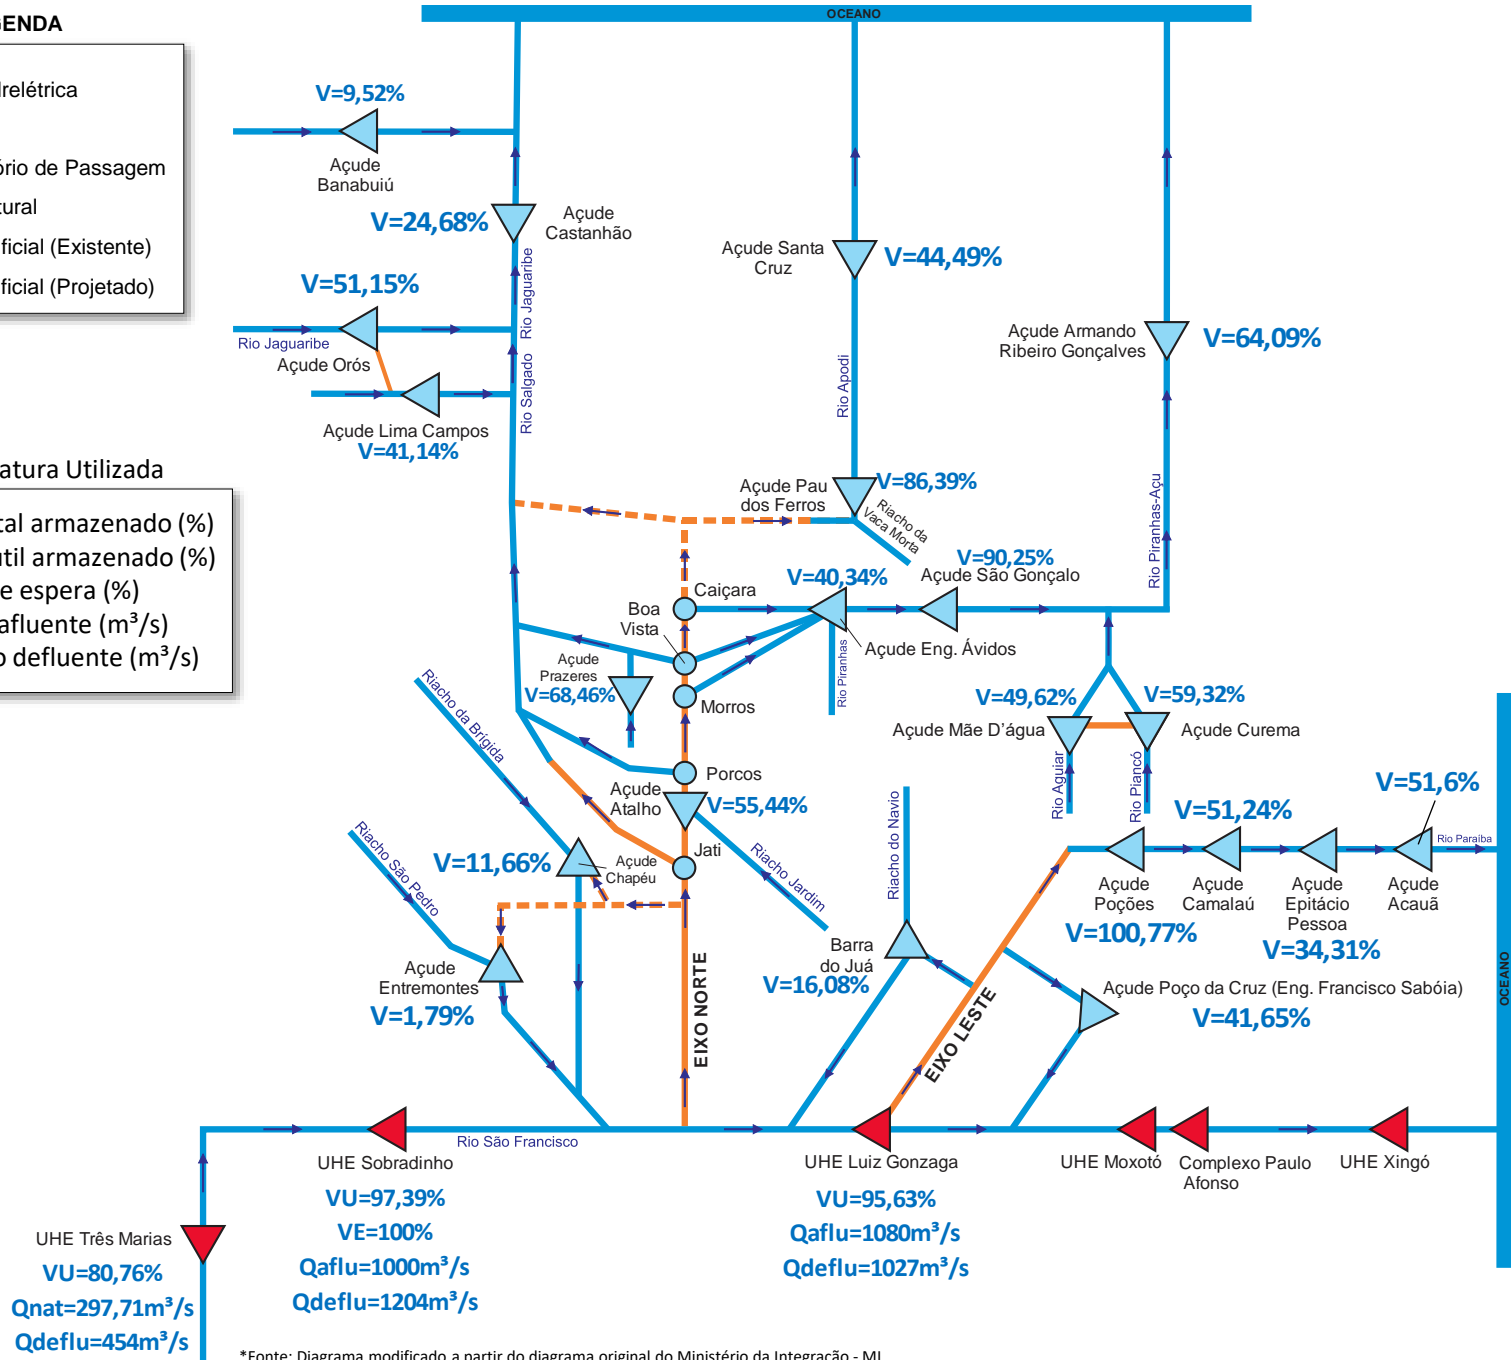 OCEANO
GENDA
drelétrica
ório de Passagem
tural
ficial (Existente)
ficial (Projetado)
V=9,52%
Açude
Banabuiú
V=24,68%
Açude
Castanhão
Rio Jaguaribe
V=51,15%
Rio Jaguaribe
Açude Orós
Rio Salgado
Açude Lima Campos
V=41,14%
Açude Santa
Cruz
V=44,49%
Rio Apodi
Açude Armando
Ribeiro Gonçalves
V=64,09%
Rio Piranhas-Açu
atura Utilizada
tal armazenado (%)
útil armazenado (%)
e espera (%)
afluente (m³/s)
o defluente (m³/s)
Açude Pau
dos Ferros
V=86,39%
Riacho da
Vaca Morta
V=90,25%
Açude São Gonçalo
V=40,34%
Açude Eng. Ávidos
Rio Piranhas
Caiçara
Boa
Vista
Morros
Açude
Prazeres
V=68,46%
Porcos
Açude
Atalho
V=55,44%
Jati
Riacho Jardim
Riacho da Brigida
Riacho São Pedro
V=11,66%
Açude
Chapéu
Açude
Entremontes
V=1,79%
EIXO NORTE
V=49,62%
Açude Mãe D'água
V=59,32%
Açude Curema
Rio Aguiar
Rio Piancó
Riacho do Navio
Barra
do Juá
V=16,08%
EIXO LESTE
V=51,6%
V=51,24%
Rio Paraiba
Açude
Poções
V=100,77%
Açude
Camalaú
Açude
Epitácio
Pessoa
V=34,31%
Açude
Acauã
Açude Poço da Cruz (Eng. Francisco Sabóia)
V=41,65%
OCEANO
Rio São Francisco
UHE Sobradinho
VU=97,39%
VE=100%
Qaflu=1000m³/s
Qdeflu=1204m³/s
UHE Luiz Gonzaga
VU=95,63%
Qaflu=1080m³/s
Qdeflu=1027m³/s
UHE Moxotó
Complexo Paulo
Afonso
UHE Xingó
UHE Três Marias
VU=80,76%
Qnat=297,71m³/s
Qdeflu=454m³/s
*Fonte: Diagrama modificado a partir do diagrama original do Ministério da Integração - MI